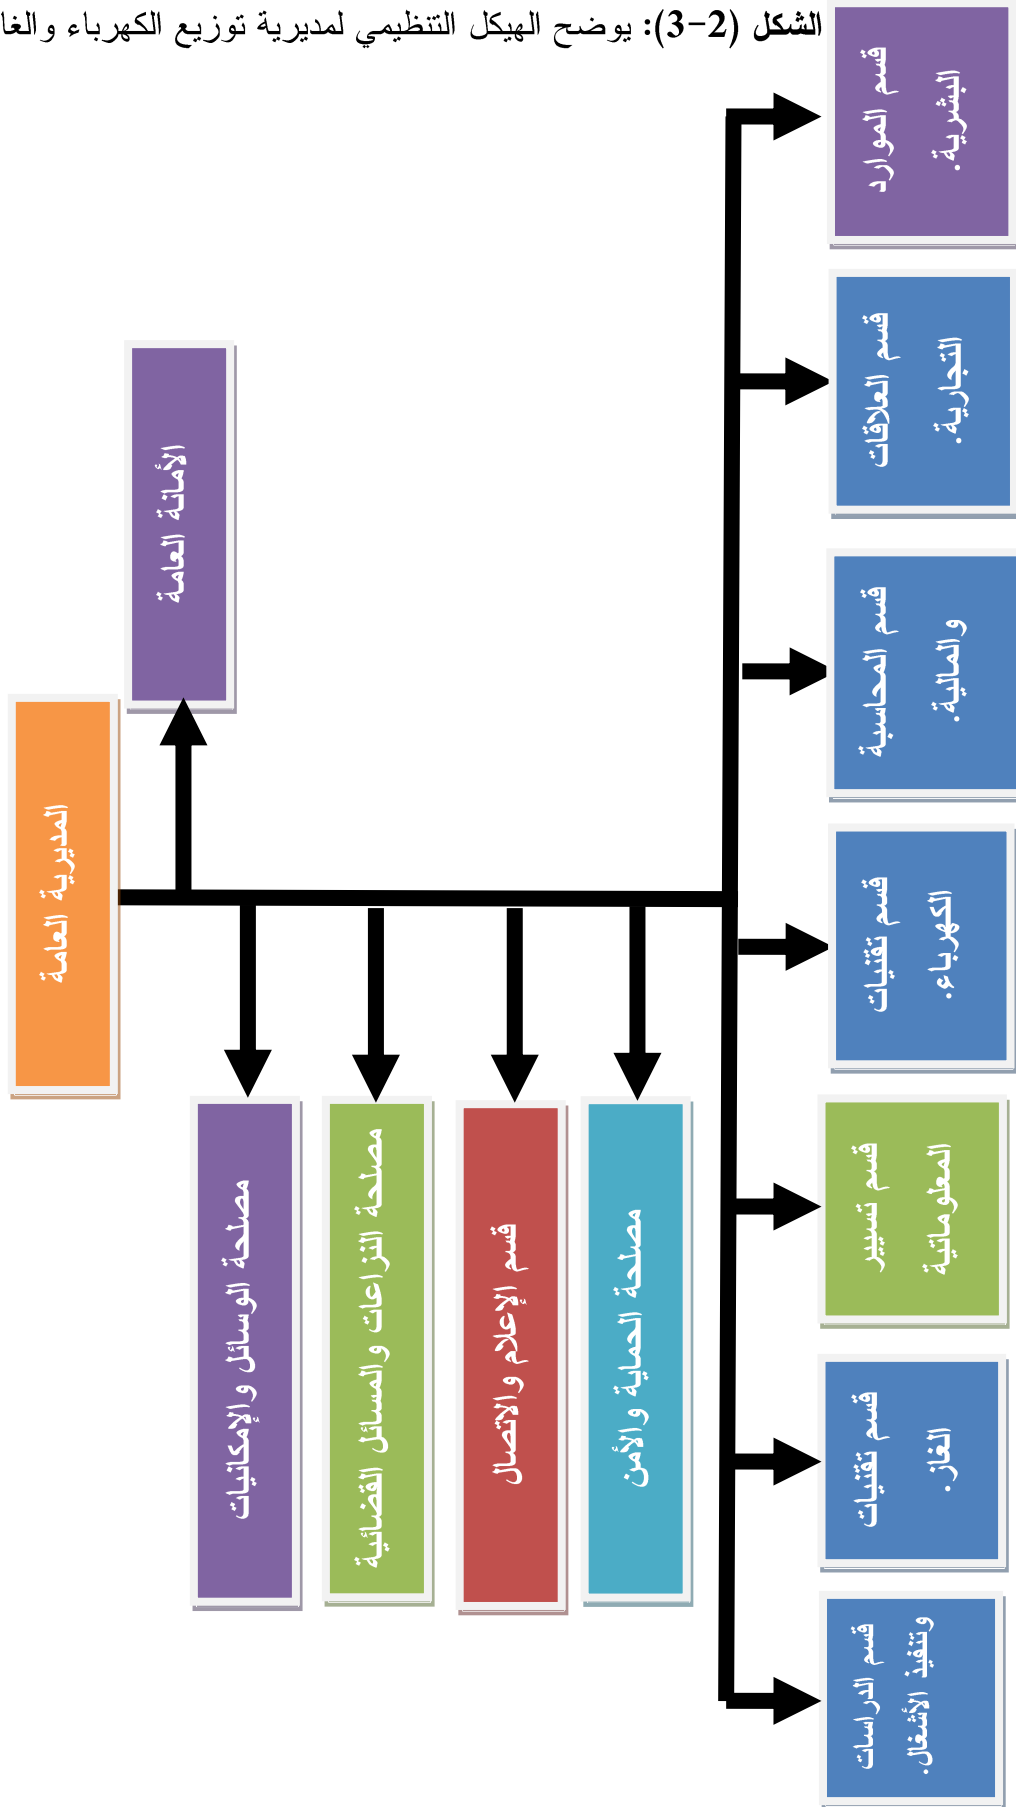 الشكل (2-3): يوضح الهيكل التنظيمي لمديرية توزيع الكهرباء والغا
المديرية العامة
الأمانة العامة
مصلحة الوسائل والإمكانيات
مصلحة النزاعات والمسائل القضائية
قسم الإعلام والاتصال
مصلحة الحماية والأمن
قسم الموارد
البشرية.
قسم العلاقات
التجارية.
قسم المحاسبة
والمالية.
قسم تقنيات
الكهرباء.
قسم تسيير
المعلوماتية
قسم تقنيات
الغاز.
قسم الدراسات
وتنفيذ الأشغال.